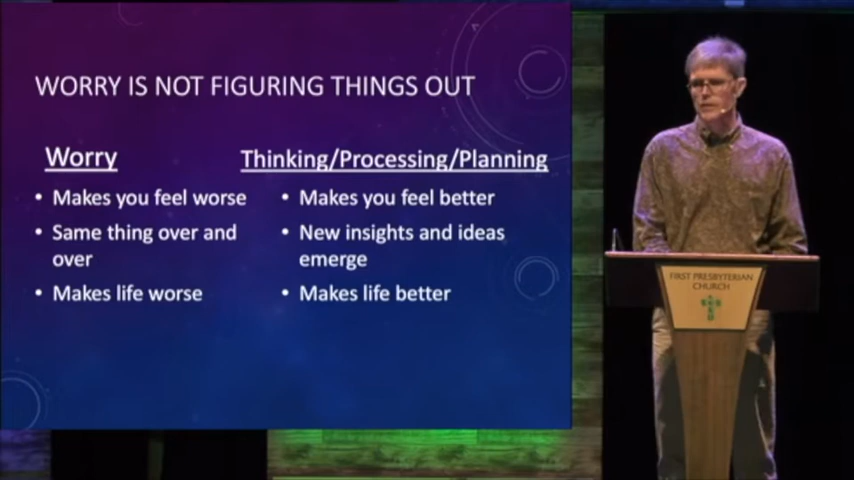 WORRY IS NOT FIGURING THINGS OUT
Worry
• Makes you feel worse
• Same thing over and
over
• Makes life worse
Thinking/Processing/Planning
• Makes you feel better
• New insights and ideas
emerge
• Makes life better
FIRST PRESBYTERIAN
CHURCH